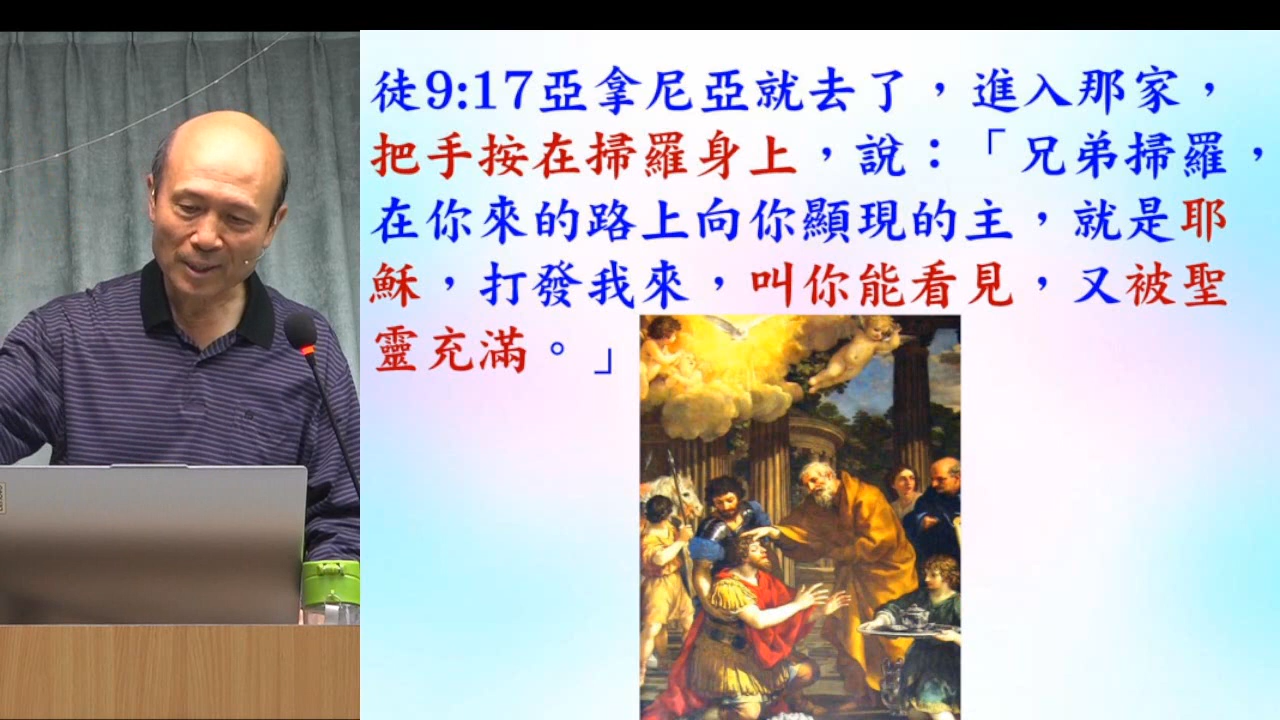 徒9:17亞拿尼亞就去了，進入那家，
把手按在掃羅身上，說：「兄弟掃羅，
在你來的路上向你顯現的主，就是耶
穌，打發我來，叫你能看見，又被聖
靈充滿。」